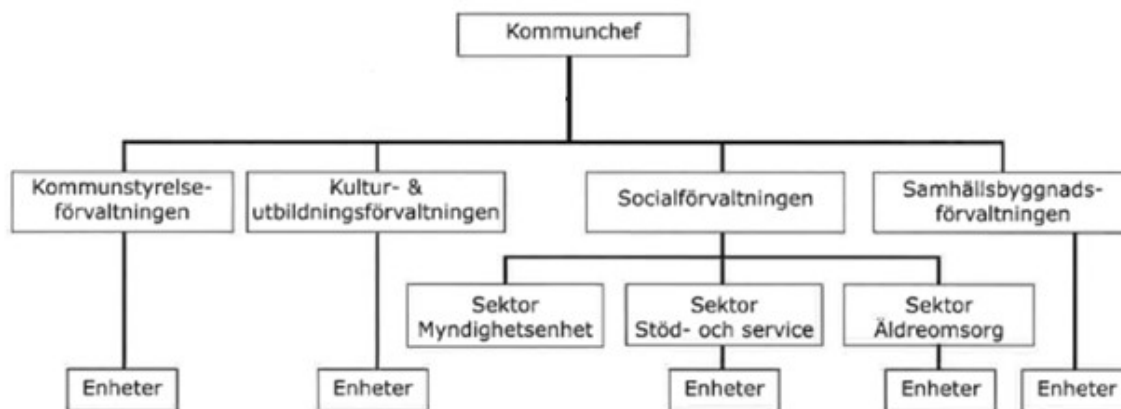 Kommunchef
Kommunstyrelse-
förvaltningen
Kultur- &
utbildningsförvaltningen
Socialförvaltningen
Samhällsbyggnads-
förvaltningen
Sektor
Myndighetsenhet
Sektor
Stöd- och service
Sektor
Äldreomsorg
Enheter
Enheter
Enheter
Enheter
Enheter